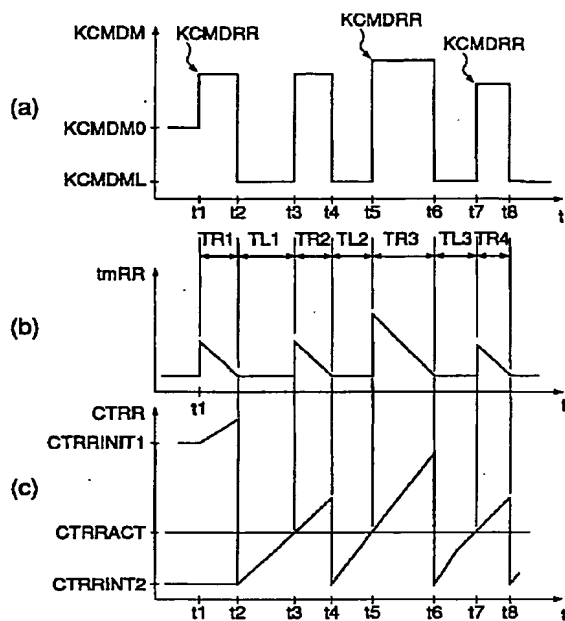 KCMDM
KCMDRR
KCMDRR
KCMDRR
(a)
KCMDM0
KCMDML
t1 t2 t3 t4 t5 t6 t7 t8 t
TR1 TL1 TR2 TL2 TR3 TL3 TR4
tmRR
(b)
t1 t
CTRR
CTRRINIT1
(c)
CTRRACT
CTRRINT2
t1 t2 t3 t4 t5 t6 t7 t8 t